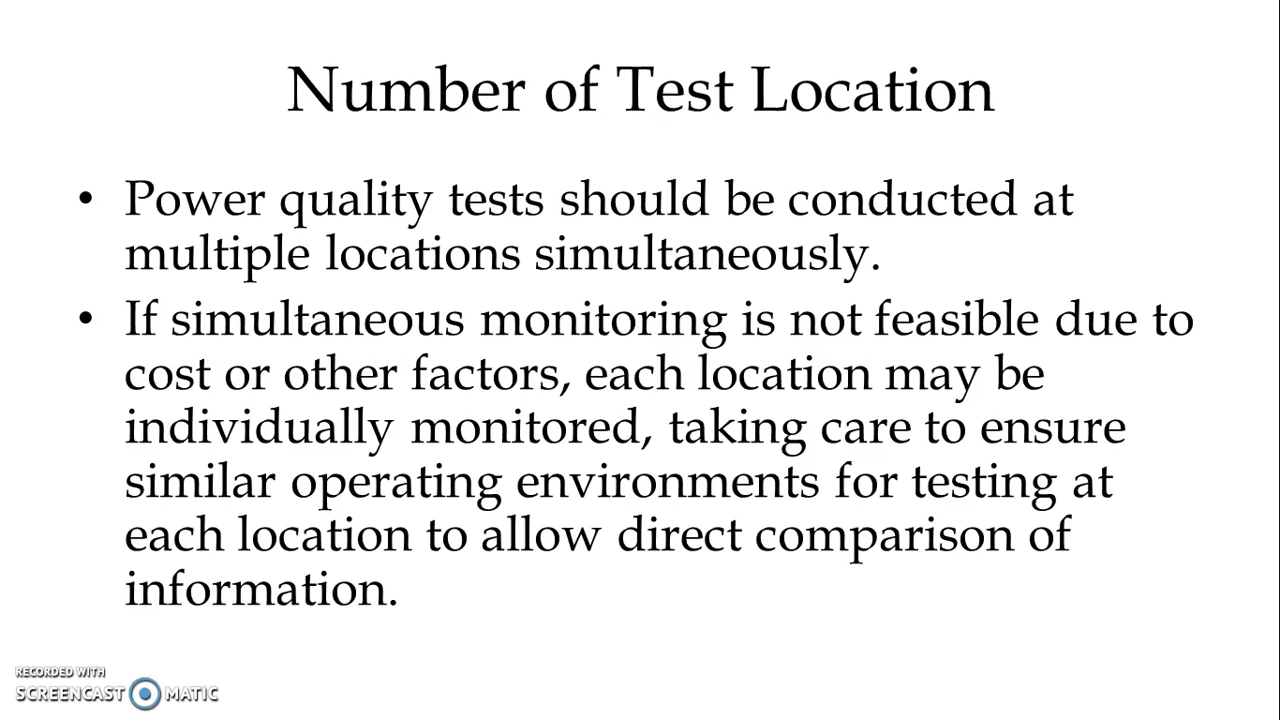 Number of Test Location
• Power quality tests should be conducted at
multiple locations simultaneously.
• If simultaneous monitoring is not feasible due to
cost or other factors, each location may be
individually monitored, taking care to ensure
similar operating environments for testing at
each location to allow direct comparison of
information.
RECORDED WITH
SCREENCAST MATIC